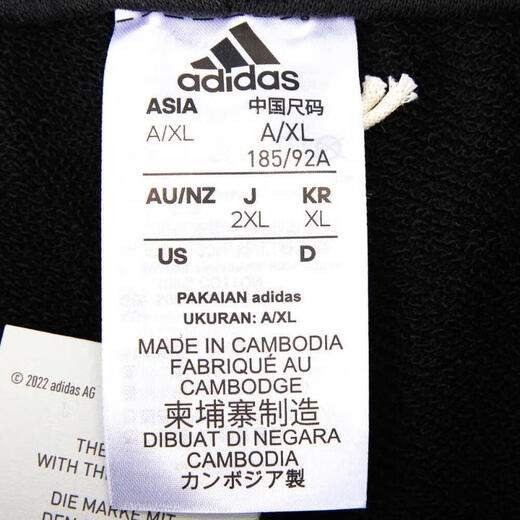 adidas
ASIA 中国尺码
A/XL A/XL
185/92A
AU/NZ J KR
2XL XL
US D
PAKAIAN adidas
UKURAN: A/XL
MADE IN CAMBODIA
FABRIQUÉ AU
CAMBODGE
柬埔寨制造
DIBUAT DI NEGARA
CAMBODIA
カンボジア製
© 2022 adidas AG
THE
WITH THE
DIE MARKE MIT
DEN